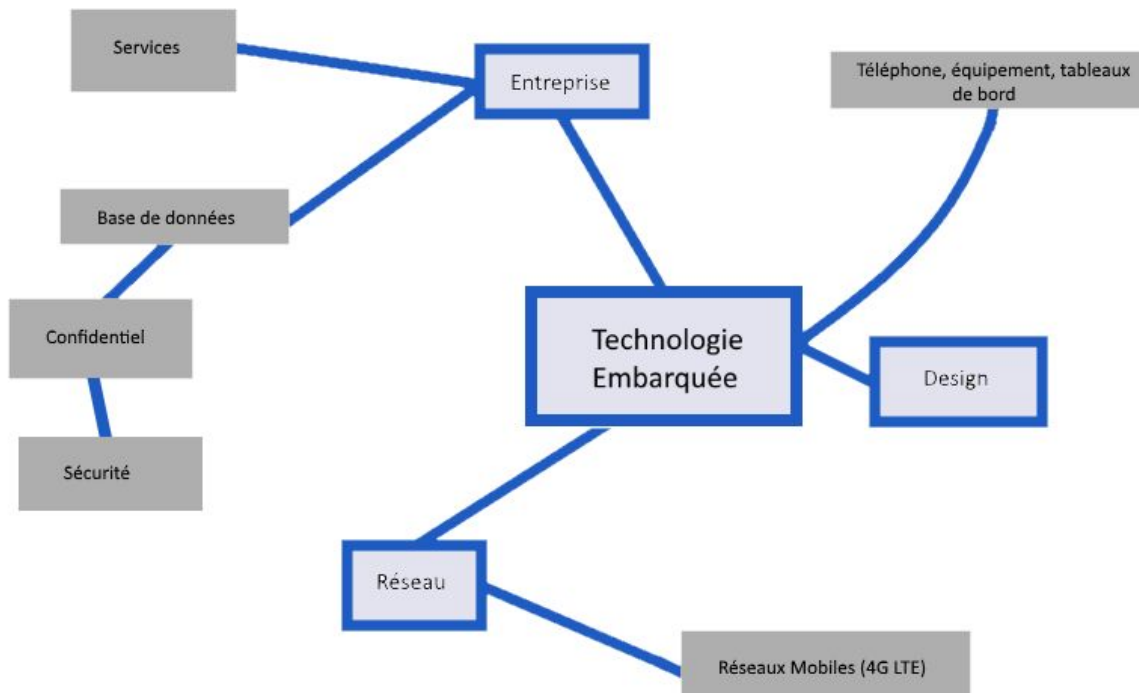 Services
Entreprise
Téléphone, équipement, tableaux
de bord
Base de données
Confidentiel
Technologie
Embarquée
Design
Sécurité
Réseau
Réseaux Mobiles (4G LTE)